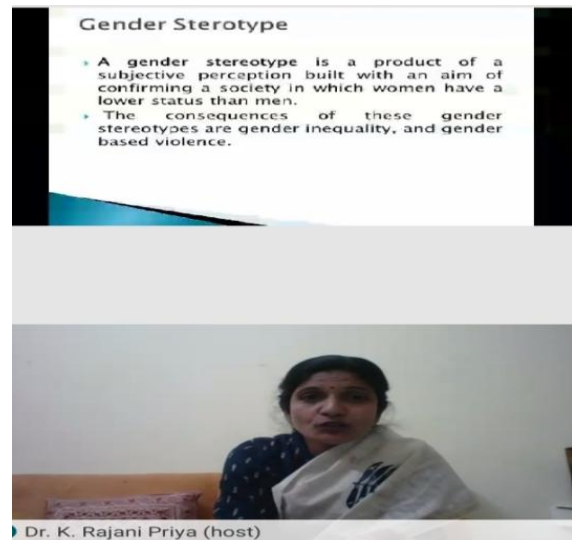 Gender Sterotype
A gender stereotype is a product of a
subjective perception built with an aim of
confirming a society in which women have a
lower status than men.
The consequences of these gender
stereotypes are gender inequality, and gender
based violence.
Dr. K. Rajani Priya (host)